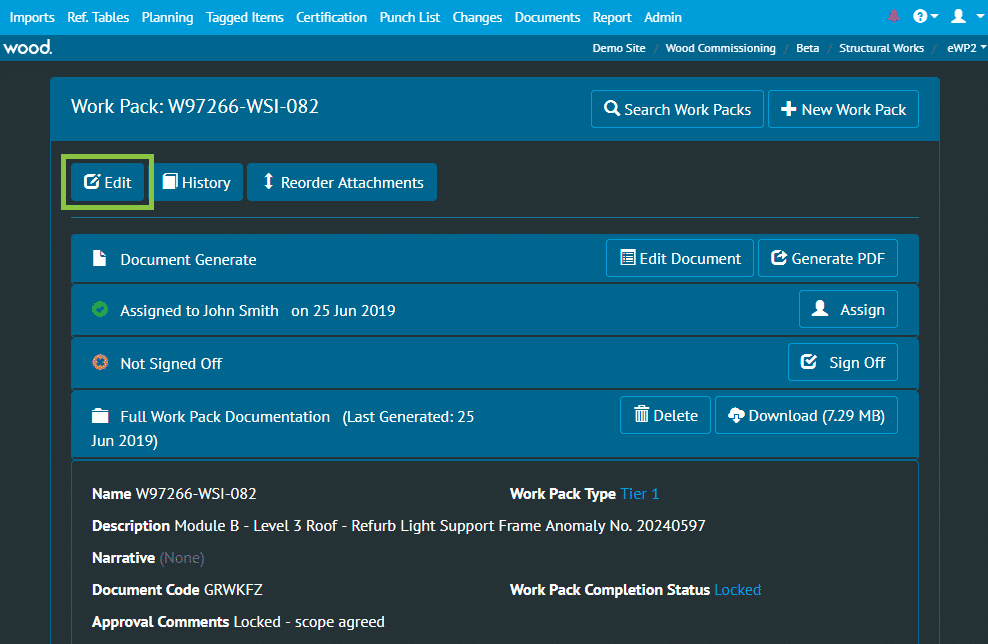 Imports Ref. Tables Planning Tagged Items Certification Punch List Changes Documents Report Admin
wood. Demo Site / Wood Commissioning / Beta / Structural Works / eWP2
Work Pack: W97266-WSI-082 Search Work Packs New Work Pack
Edit History Reorder Attachments
Document Generate Edit Document Generate PDF
Assigned to John Smith on 25 Jun 2019 Assign
Not Signed Off Sign Off
Full Work Pack Documentation (Last Generated: 25 Delete Download (7.29 MB)
Jun 2019)
Name W97266-WSI-082 Work Pack Type Tier 1
Description Module B - Level 3 Roof - Refurb Light Support Frame Anomaly No. 20240597
Narrative (None)
Document Code GRWKFZ Work Pack Completion Status Locked
Approval Comments Locked - scope agreed